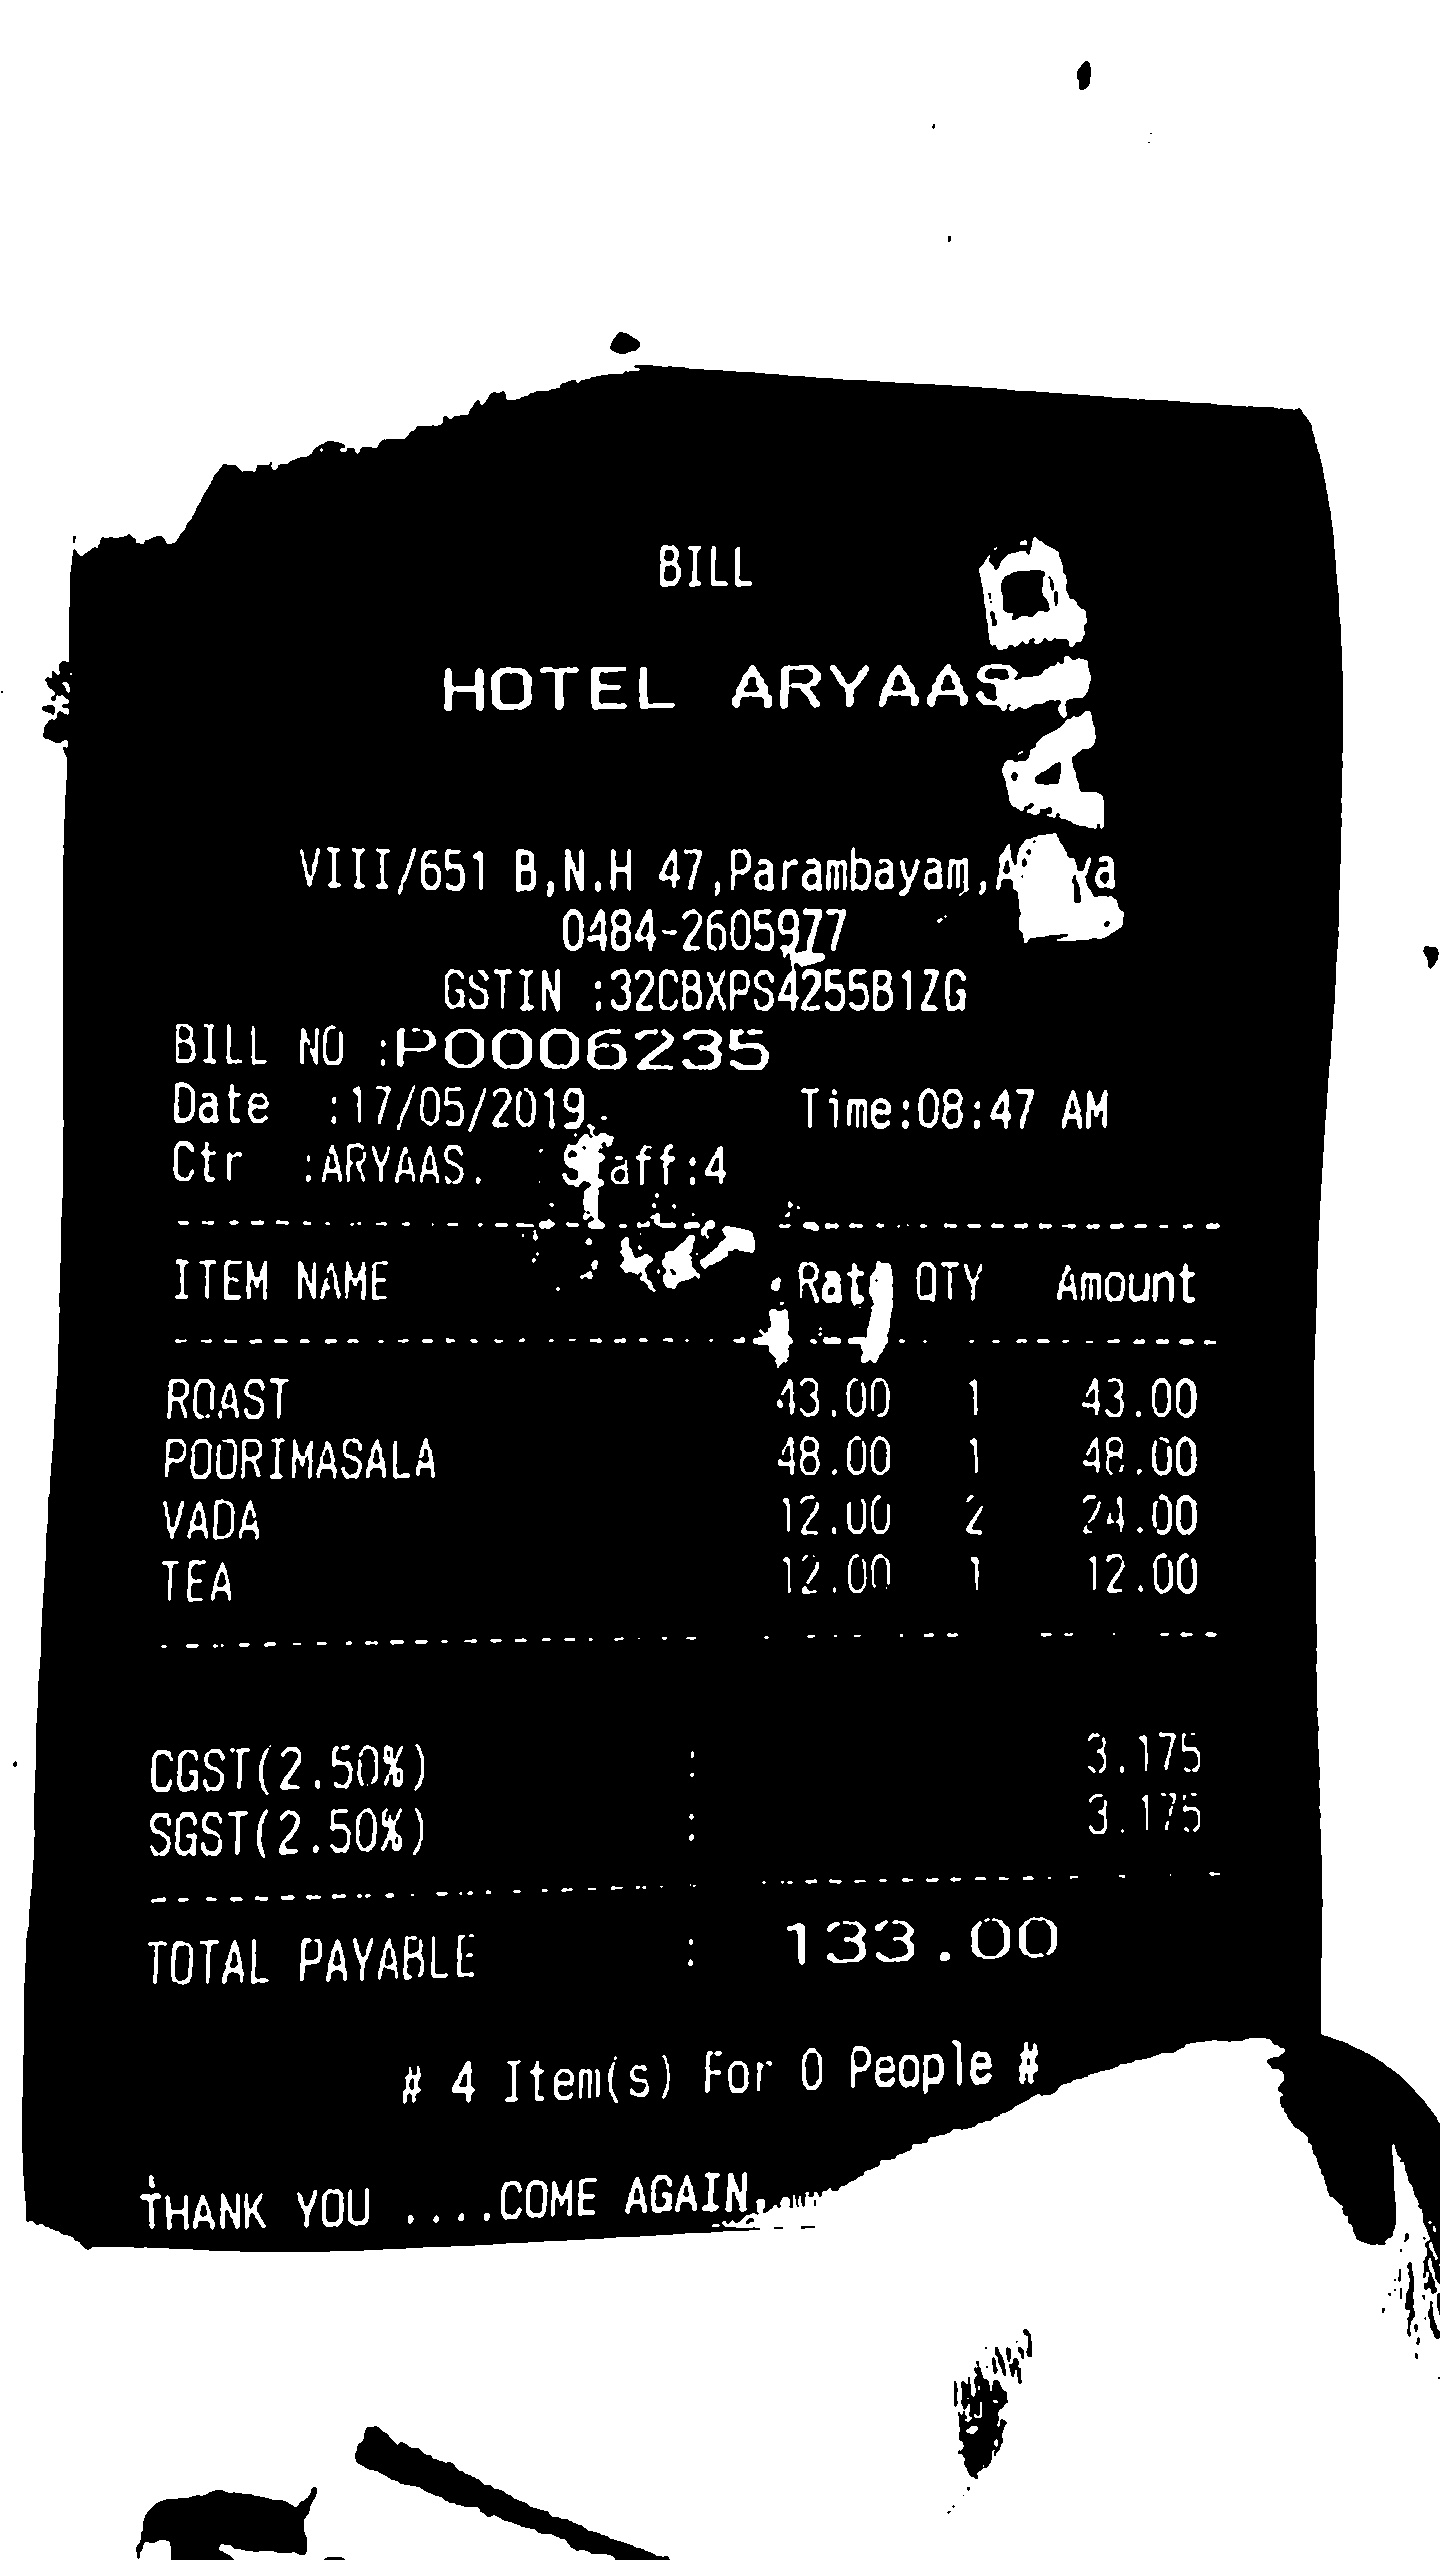 BILL
HOTEL ARYAAS
PAID
VIII/651 B,N.H 47,Parambayam,
0484-2605977
GSTIN :32CBXPS4255B1ZG
BILL NO :P0006235
Date :17/05/2019 Time:08:47 AM
Ctr :ARYAAS. Staff:4
ITEM NAME Rate QTY Amount
ROAST 43.00 1 43.00
POORIMASALA 48.00 1 48.00
VADA 12.00 2 24.00
TEA 12.00 1 12.00
CGST(2.50%) : 3.175
SGST(2.50%) : 3.175
TOTAL PAYABLE : 133.00
# 4 Item(s) For 0 People #
THANK YOU ....COME AGAIN.